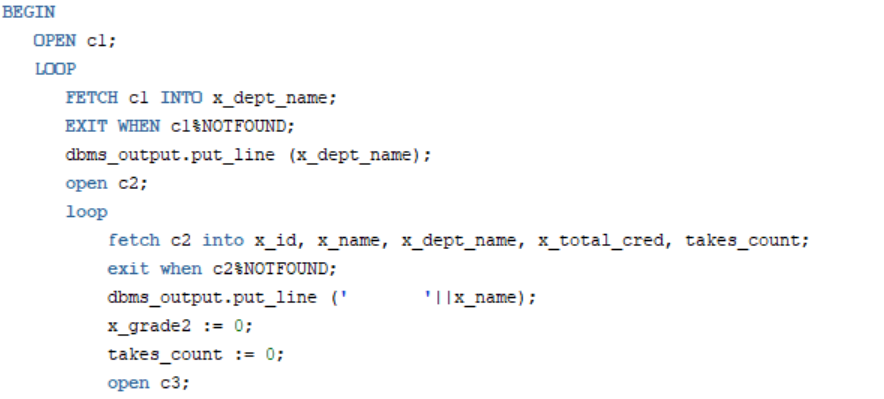 BEGIN
OPEN c1;
LOOP
FETCH c1 INTO x_dept_name;
EXIT WHEN c1%NOTFOUND;
dbms_output.put_line (x_dept_name);
open c2;
loop
fetch c2 into x_id, x_name, x_dept_name, x_total_cred, takes_count;
exit when c2%NOTFOUND;
dbms_output.put_line ('       '||x_name);
x_grade2 := 0;
takes_count := 0;
open c3;